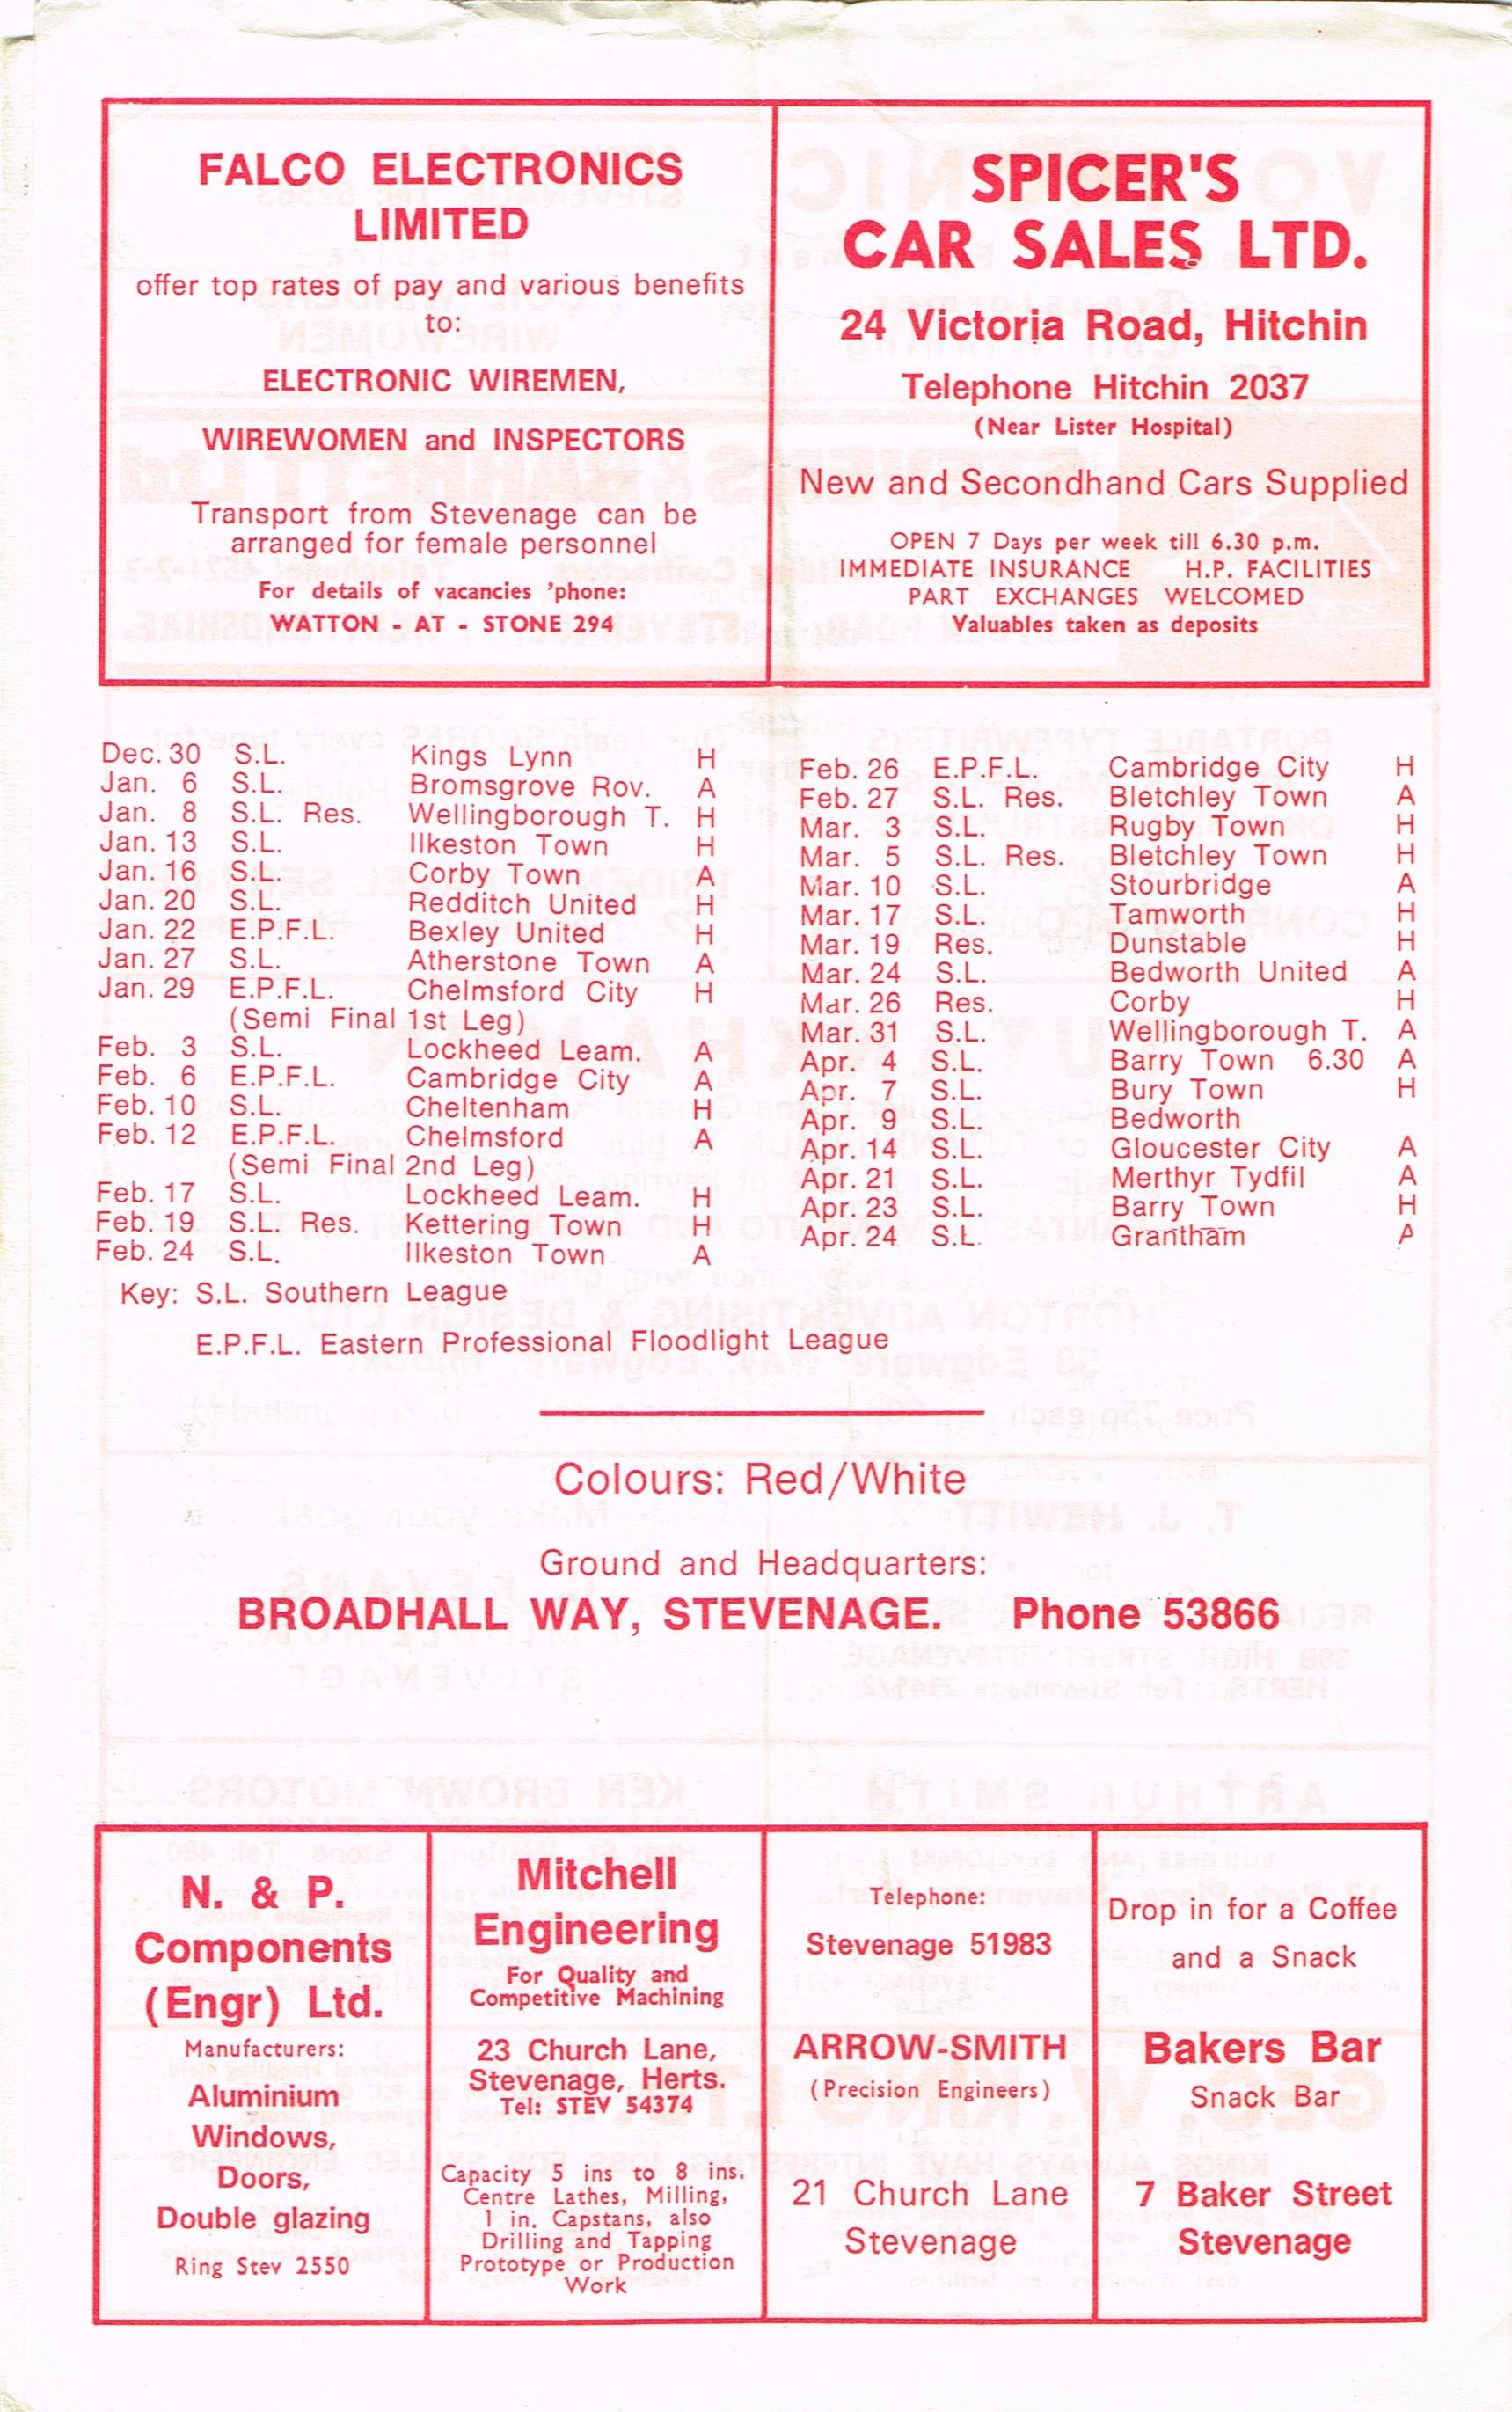 FALCO ELECTRONICS
LIMITED
offer top rates of pay and various benefits
to:
ELECTRONIC WIREMEN,
WIREWOMEN and INSPECTORS
Transport from Stevenage can be
arranged for female personnel
For details of vacancies 'phone:
WATTON - AT - STONE 294
SPICER'S
CAR SALES LTD.
24 Victoria Road, Hitchin
Telephone Hitchin 2037
(Near Lister Hospital)
New and Secondhand Cars Supplied
OPEN 7 Days per week till 6.30 p.m.
IMMEDIATE INSURANCE H.P. FACILITIES
PART EXCHANGES WELCOMED
Valuables taken as deposits
Dec. 30 S.L. Kings Lynn H
Jan. 6 S.L. Bromsgrove Rov. A
Jan. 8 S.L. Res. Wellingborough T. H
Jan. 13 S.L. Ilkeston Town H
Jan. 16 S.L. Corby Town A
Jan. 20 S.L. Redditch United H
Jan. 22 E.P.F.L. Bexley United H
Jan. 27 S.L. Atherstone Town A
Jan. 29 E.P.F.L. Chelmsford City H
(Semi Final 1st Leg)
Feb. 3 S.L. Lockheed Leam. A
Feb. 6 E.P.F.L. Cambridge City A
Feb. 10 S.L. Cheltenham H
Feb. 12 E.P.F.L. Chelmsford A
(Semi Final 2nd Leg)
Feb. 17 S.L. Lockheed Leam. H
Feb. 19 S.L. Res. Kettering Town H
Feb. 24 S.L. Ilkeston Town A
Feb. 26 E.P.F.L. Cambridge City H
Feb. 27 S.L. Res. Bletchley Town A
Mar. 3 S.L. Rugby Town H
Mar. 5 S.L. Res. Bletchley Town H
Mar. 10 S.L. Stourbridge A
Mar. 17 S.L. Tamworth H
Mar. 19 Res. Dunstable H
Mar. 24 S.L. Bedworth United A
Mar. 26 Res. Corby H
Mar. 31 S.L. Wellingborough T. A
Apr. 4 S.L. Barry Town 6.30 A
Apr. 7 S.L. Bury Town H
Apr. 9 S.L. Bedworth
Apr. 14 S.L. Gloucester City A
Apr. 21 S.L. Merthyr Tydfil A
Apr. 23 S.L. Barry Town H
Apr. 24 S.L. Grantham A
Key: S.L. Southern League
E.P.F.L. Eastern Professional Floodlight League
Colours: Red/White
Ground and Headquarters:
BROADHALL WAY, STEVENAGE. Phone 53866
N. & P.
Components
(Engr) Ltd.
Manufacturers:
Aluminium
Windows,
Doors,
Double glazing
Ring Stev 2550
Mitchell
Engineering
For Quality and
Competitive Machining
23 Church Lane,
Stevenage, Herts.
Tel: STEV 54374
Capacity 5 ins to 8 ins.
Centre Lathes, Milling,
1 in. Capstans, also
Drilling and Tapping
Prototype or Production
Work
Telephone:
Stevenage 51983
ARROW-SMITH
(Precision Engineers)
21 Church Lane
Stevenage
Drop in for a Coffee
and a Snack
Bakers Bar
Snack Bar
7 Baker Street
Stevenage